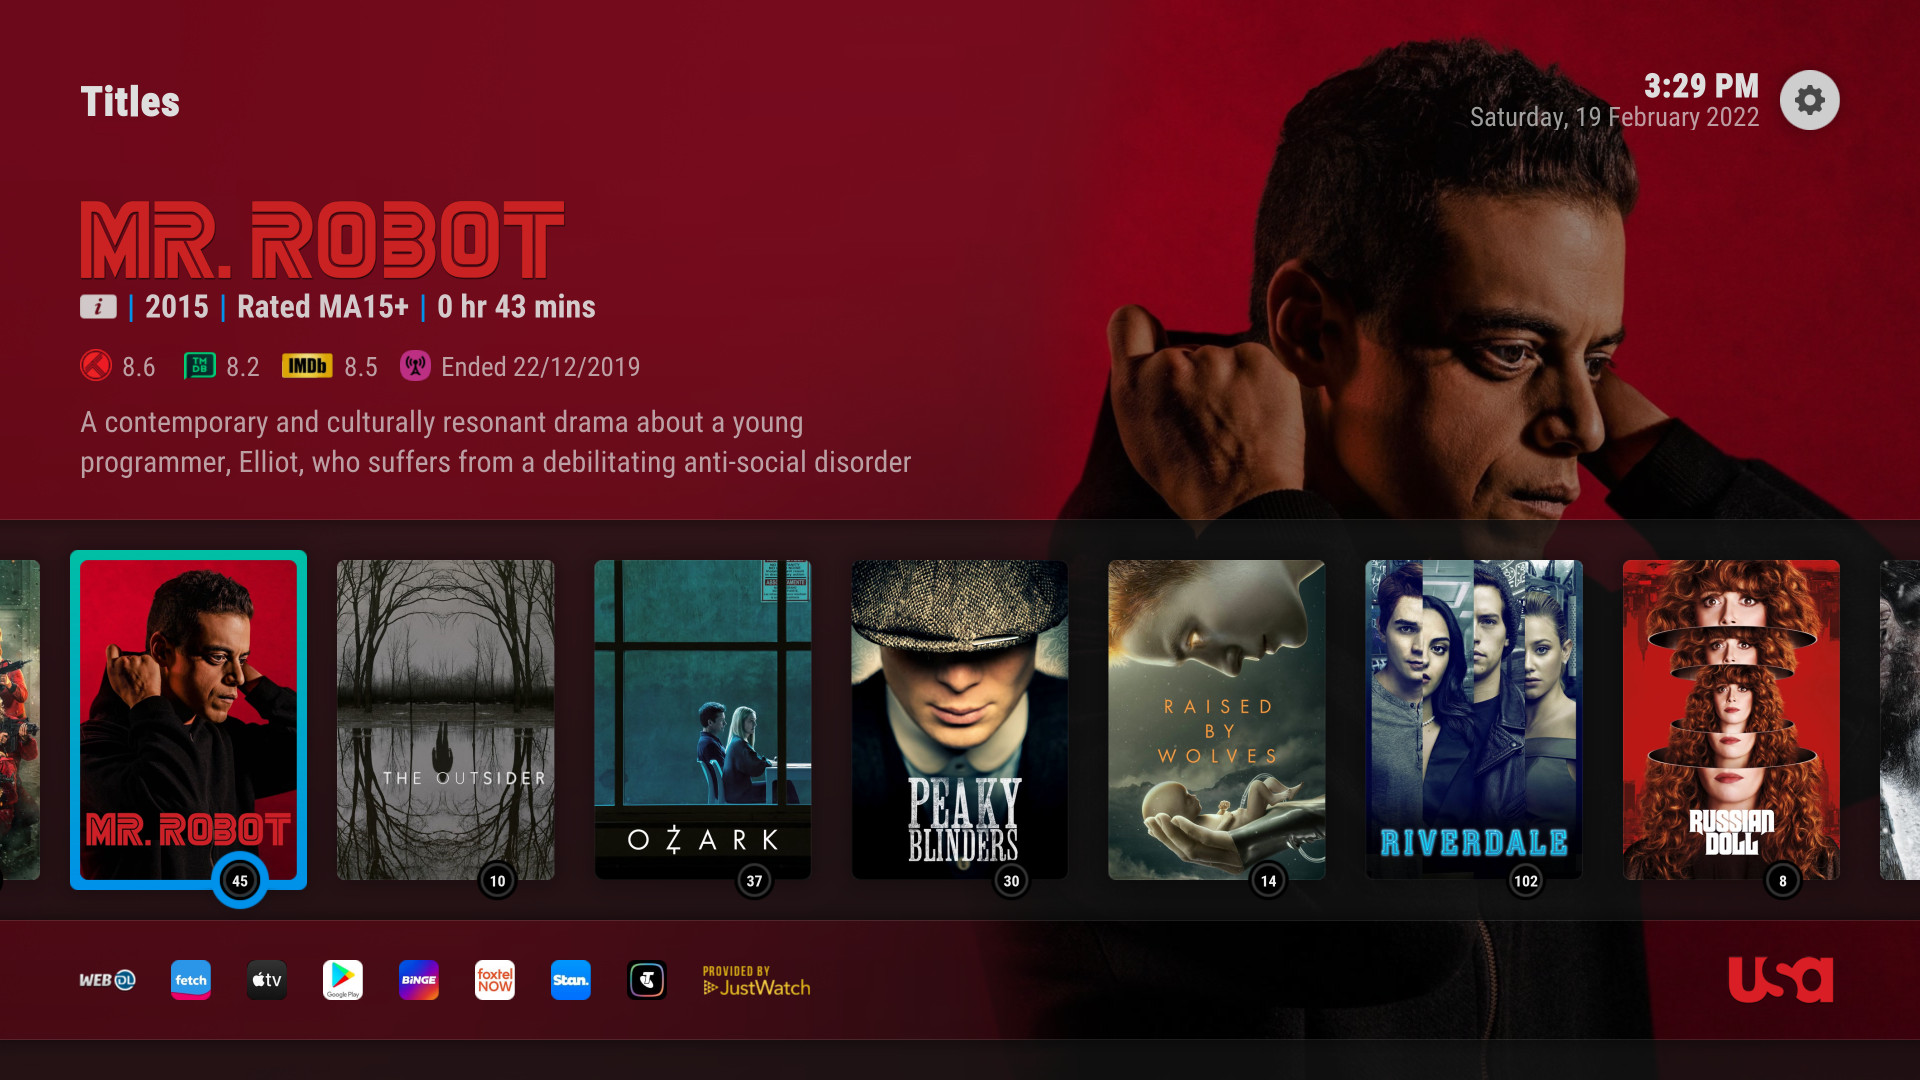 Titles
3:29 PM
Saturday, 19 February 2022
MR. ROBOT
i | 2015 | Rated MA15+ | 0 hr 43 mins
8.6 TMDB 8.2 IMDb 8.5 Ended 22/12/2019
A contemporary and culturally resonant drama about a young
programmer, Elliot, who suffers from a debilitating anti-social disorder
MR. ROBOT
45
THE OUTSIDER
10
OZARK
37
PEAKY
BLINDERS
30
RAISED
BY
WOLVES
14
RIVERDALE
102
RUSSIAN
DOLL
8
WEB DL
fetch
tv
Google Play
BINGE
foxtel
NOW
Stan.
T
PROVIDED BY
JustWatch
usa